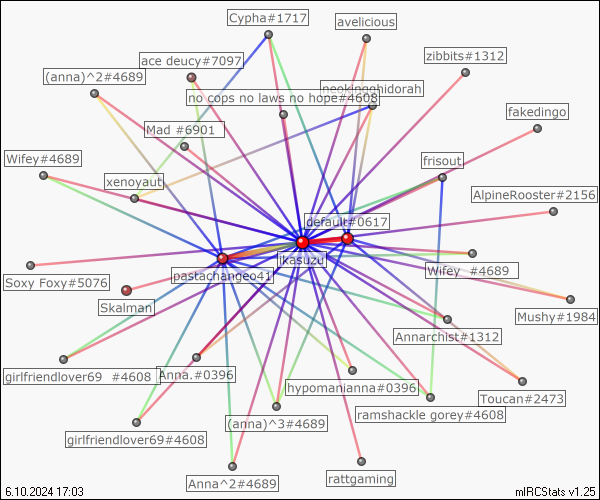 Cypha#1717
avelicious
ace deucy#7097
zibbits#1312
(anna)^2#4689
neokingghidorah
no cops no laws no hope#4608
fakedingo
Mad #6901
Wifey#4689
frisout
xenoyaut
AlpineRooster#2156
default#0617
ikasuzu
Wifey #4689
pastachangeo41
Soxy Foxy#5076
Skalman
Mushy#1984
Annarchist#1312
girlfriendlover69 #4608
Anna.#0396
hypomanianna#0396
Toucan#2473
ramshackle gorey#4608
(anna)^3#4689
girlfriendlover69#4608
Anna^2#4689
rattgaming
6.10.2024 17:03
mIRCStats v1.25